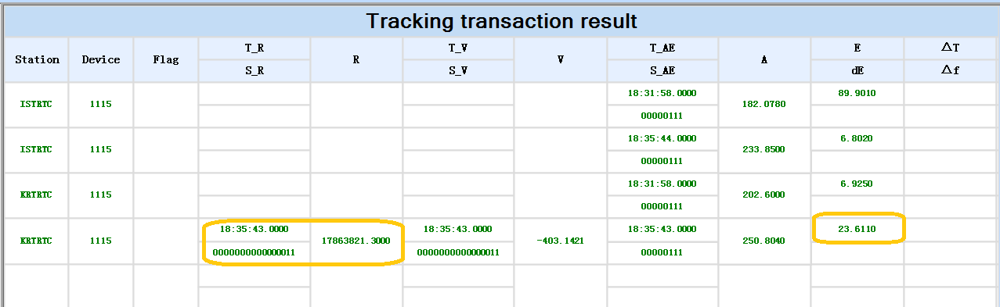 Tracking transaction result
Station Device Flag T_R R T_V V T_AE A E ΔT
S_R S_V S_AE dE Δf
ISTRTC 1115 18:31:58.0000 182.0780 89.9010
00000111
ISTRTC 1115 18:35:44.0000 233.8500 6.8020
00000111
KRTRTC 1115 18:31:58.0000 202.6000 6.9250
00000111
KRTRTC 1115 18:35:43.0000 17863821.3000 18:35:43.0000 -403.1421 18:35:43.0000 250.8040 23.6110
0000000000000011 0000000000000011 00000111